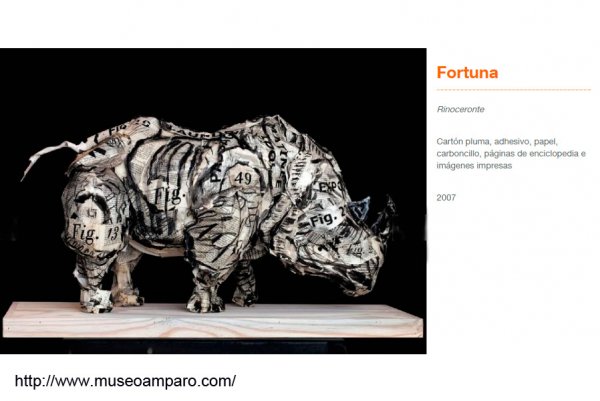 Fortuna
Rinoceronte
Cartón pluma, adhesivo, papel,
carboncillo, páginas de enciclopedia e
imágenes impresas
2007
49
Fig.
Fig.
Fig. 13
http://www.museoamparo.com/